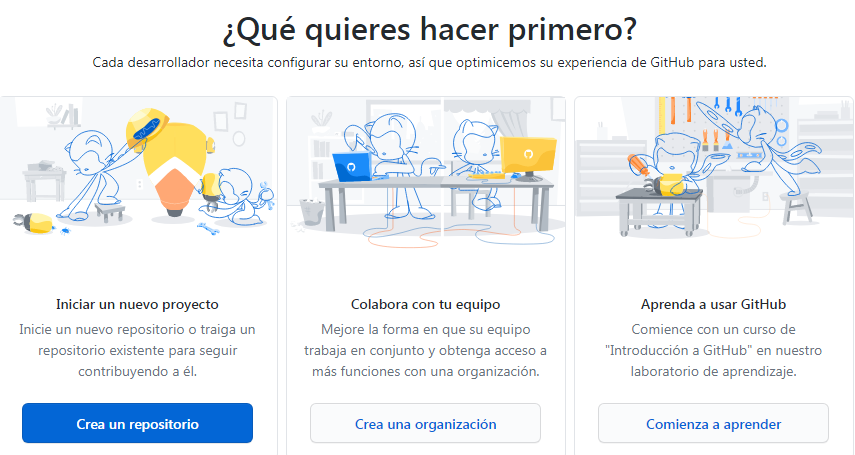 ¿Qué quieres hacer primero?
Cada desarrollador necesita configurar su entorno, así que optimicemos su experiencia de GitHub para usted.
Iniciar un nuevo proyecto
Inicie un nuevo repositorio o traiga un
repositorio existente para seguir
contribuyendo a él.
Crea un repositorio
Colabora con tu equipo
Mejore la forma en que su equipo
trabaja en conjunto y obtenga acceso a
más funciones con una organización.
Crea una organización
Aprenda a usar GitHub
Comience con un curso de
"Introducción a GitHub" en nuestro
laboratorio de aprendizaje.
Comienza a aprender